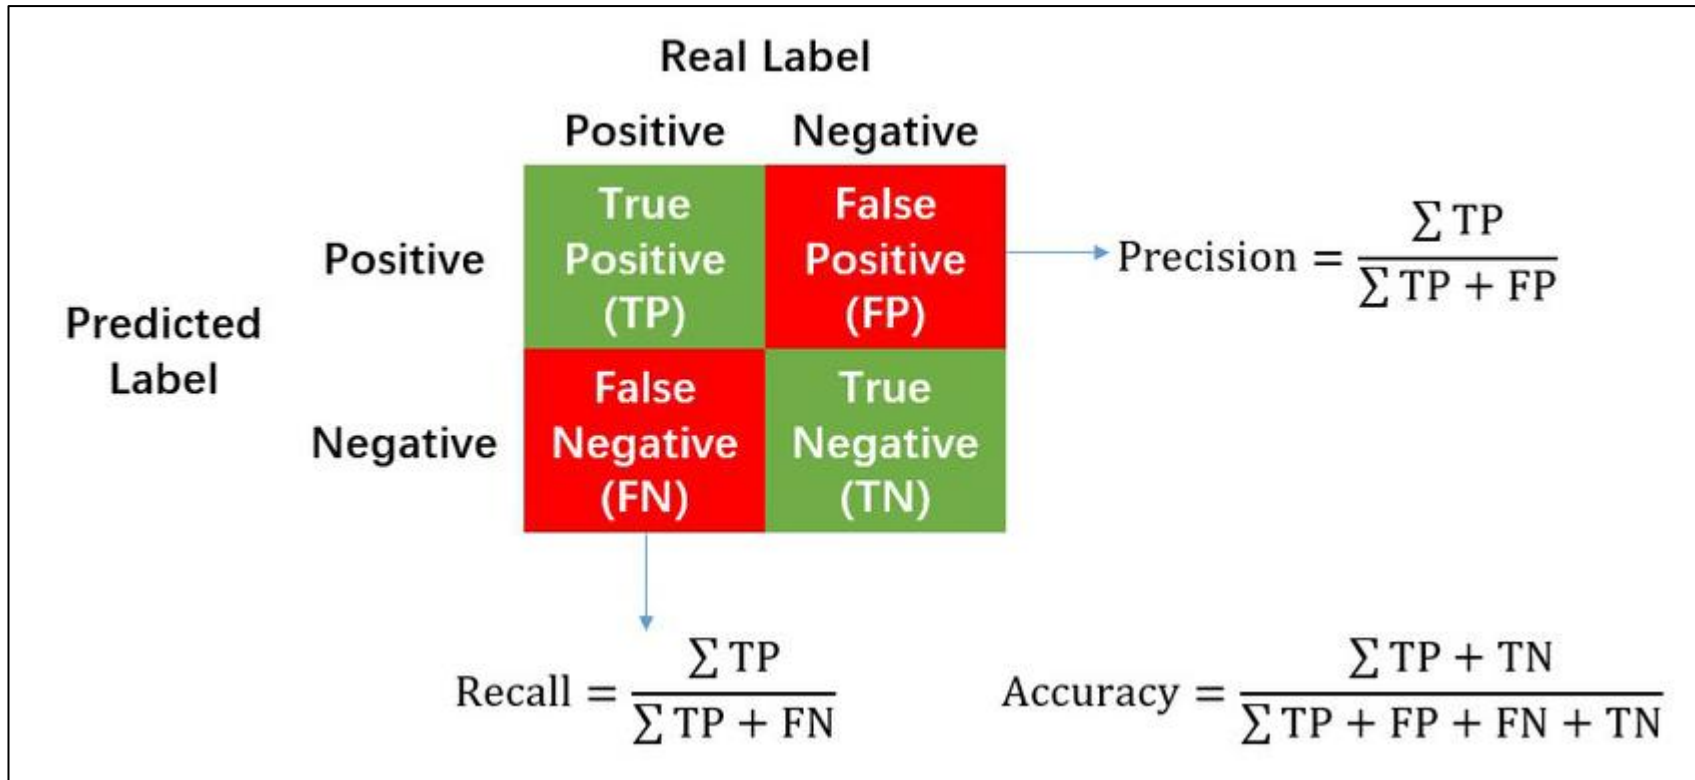 Real Label
Positive Negative
True
Positive
(TP)
False
Positive
(FP)
Positive
Precision = ∑ TP / ∑ TP + FP
Predicted
Label
False
Negative
(FN)
True
Negative
(TN)
Negative
Recall = ∑ TP / ∑ TP + FN
Accuracy = ∑ TP + TN / ∑ TP + FP + FN + TN